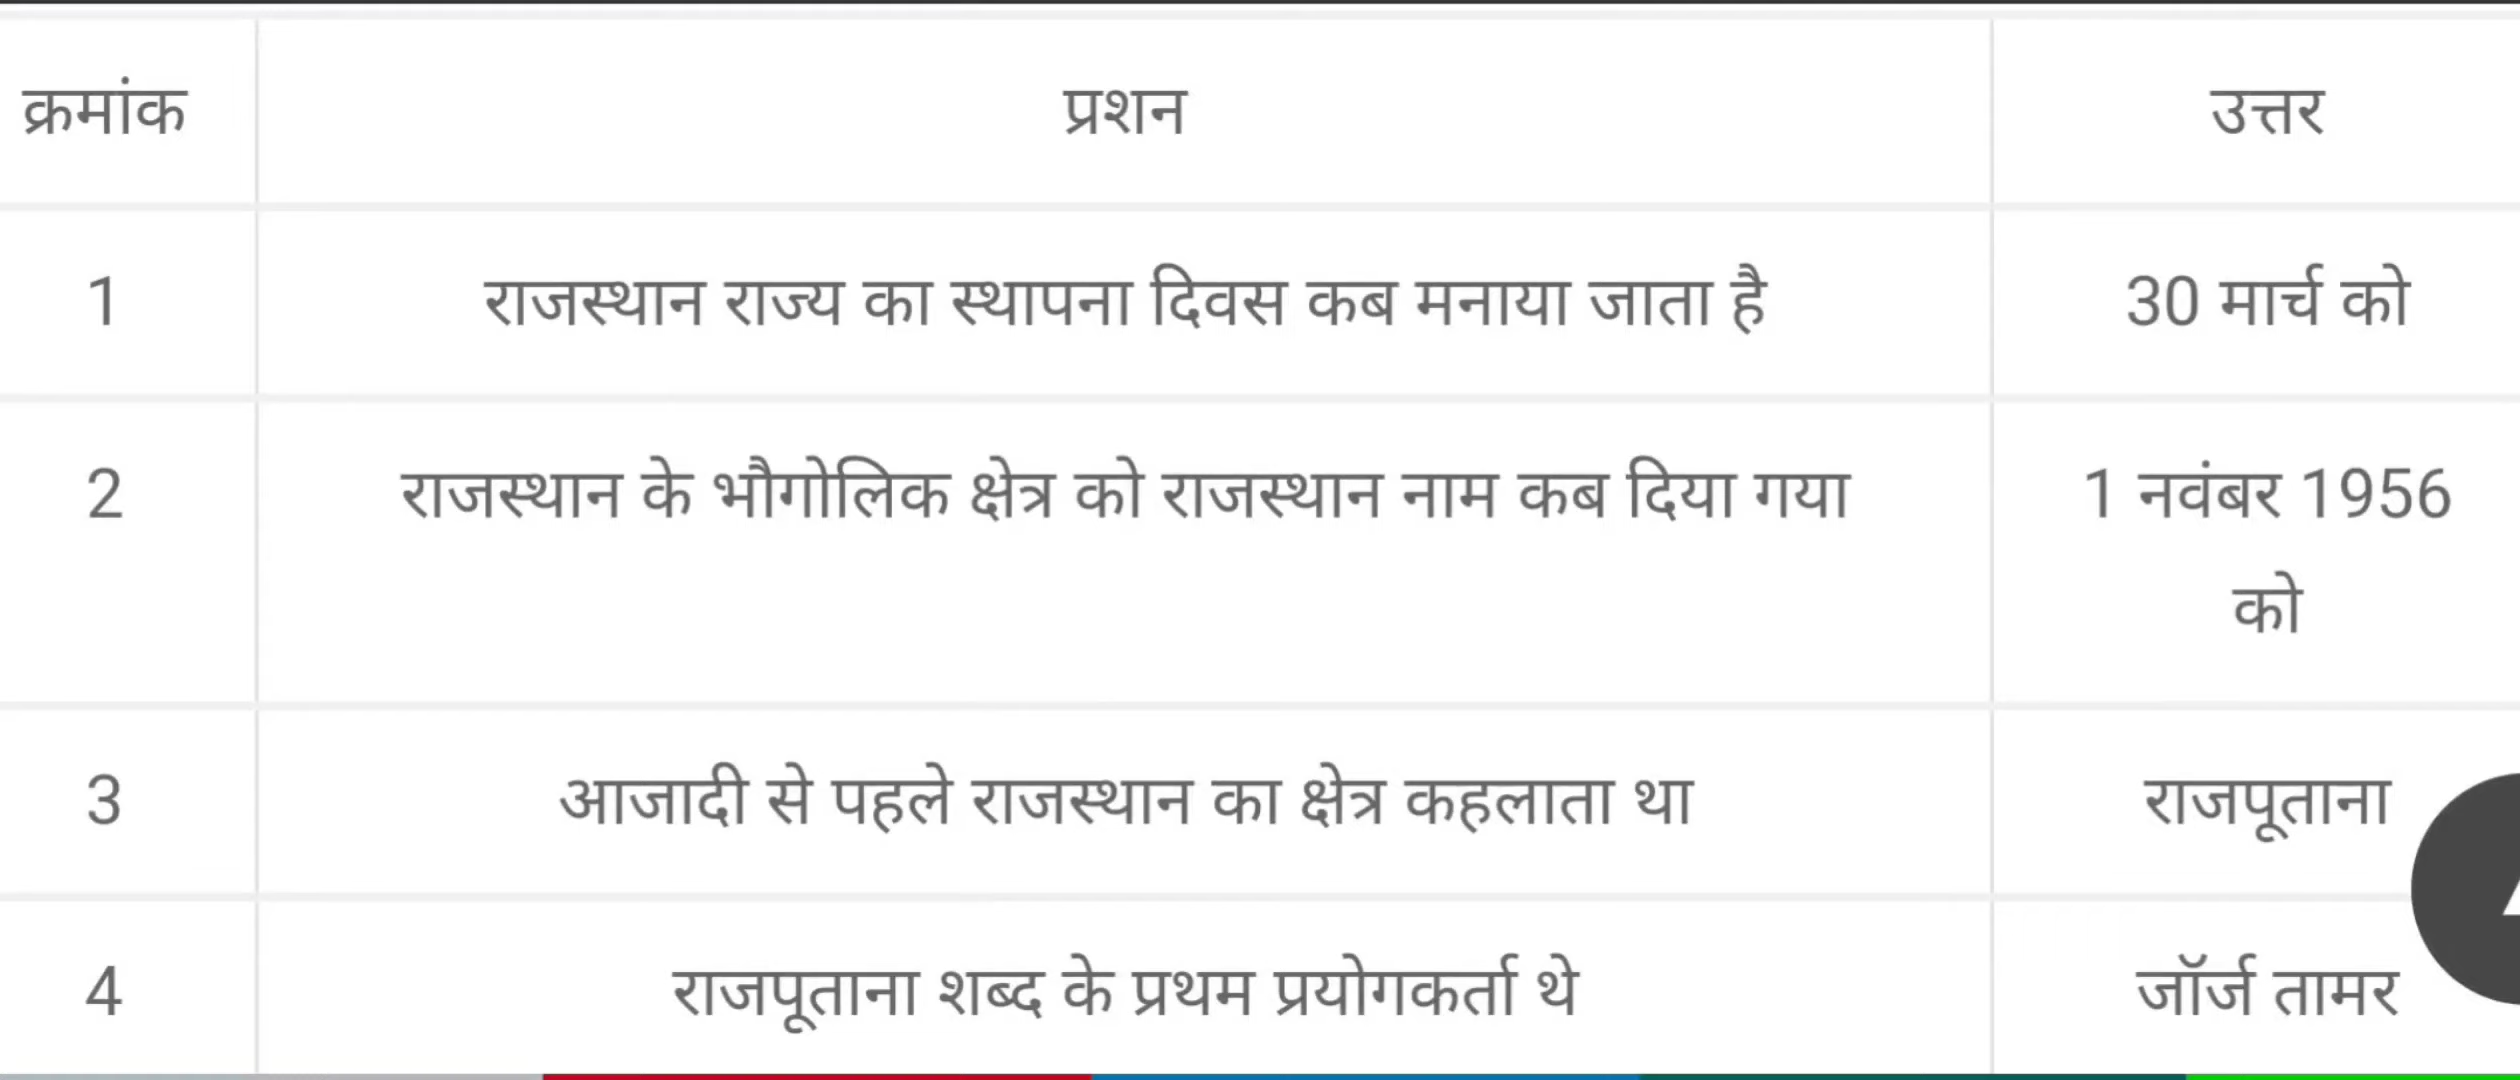 क्रमांक प्रशन उत्तर
1 राजस्थान राज्य का स्थापना दिवस कब मनाया जाता है 30 मार्च को
2 राजस्थान के भौगोलिक क्षेत्र को राजस्थान नाम कब दिया गया 1 नवंबर 1956
को
3 आजादी से पहले राजस्थान का क्षेत्र कहलाता था राजपूताना
4 राजपूताना शब्द के प्रथम प्रयोगकर्ता थे जॉर्ज तामर